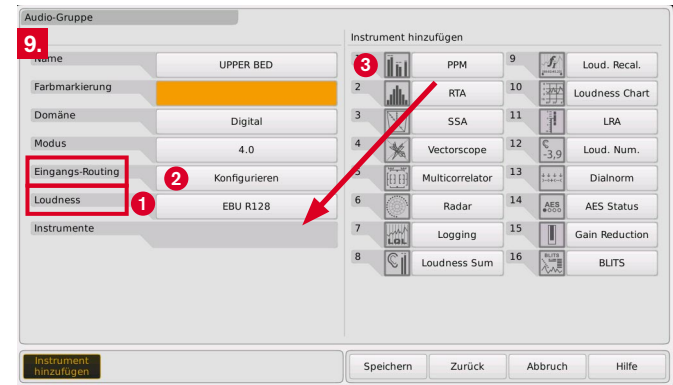 Audio-Gruppe
9.
Name
UPPER BED
Farbmarkierung
Domäne
Digital
Modus
4.0
Eingangs-Routing
2
Konfigurieren
Loudness
1
EBU R128
Instrumente
Instrument hinzufügen
3
PPM
2
RTA
3
SSA
4
Vectorscope
5
Multicorrelator
6
Radar
7
LQL
Logging
8
Loudness Sum
9
Loud. Recal.
10
Loudness Chart
11
LRA
12
-3,9
Loud. Num.
13
Dialnorm
14
AES
AES Status
15
Gain Reduction
16
BLITS
BLITS
Instrument
hinzufügen
Speichern
Zurück
Abbruch
Hilfe